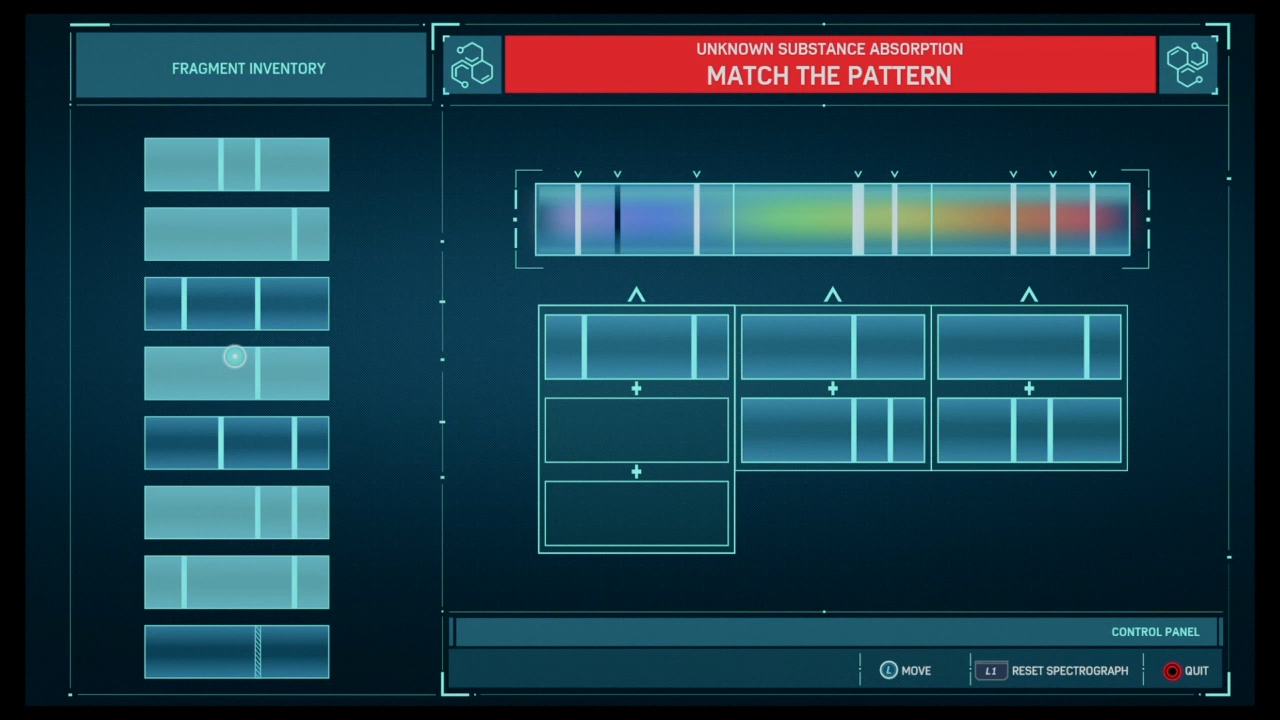 FRAGMENT INVENTORY
UNKNOWN SUBSTANCE ABSORPTION
MATCH THE PATTERN
CONTROL PANEL
L MOVE
L1 RESET SPECTROGRAPH
QUIT